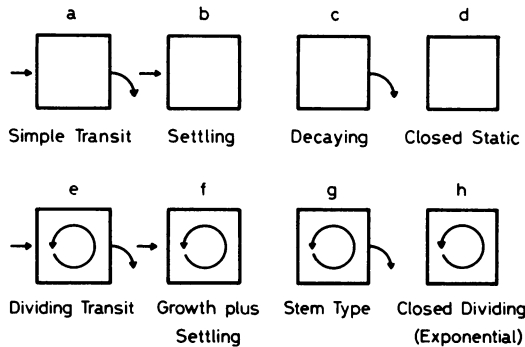 a b c d
Simple Transit Settling Decaying Closed Static
e f g h
Dividing Transit Growth plus Stem Type Closed Dividing
Settling (Exponential)